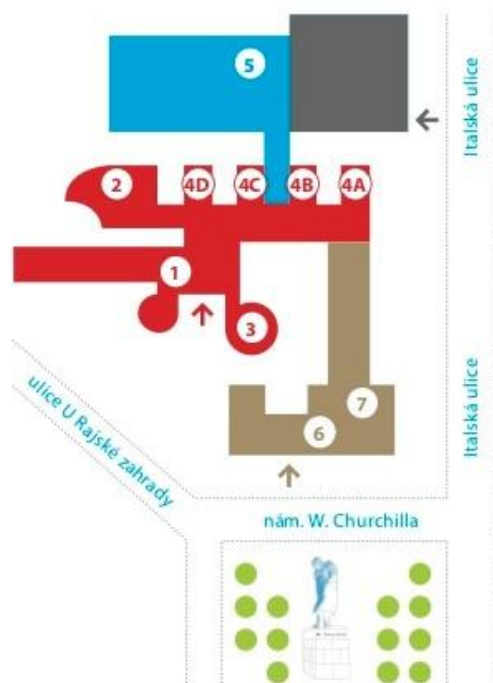 5
Italská ulice
2
4D
4C
4B
4A
1
3
ulice U Rajské zahrady
Italská ulice
7
6
nám. W. Churchilla